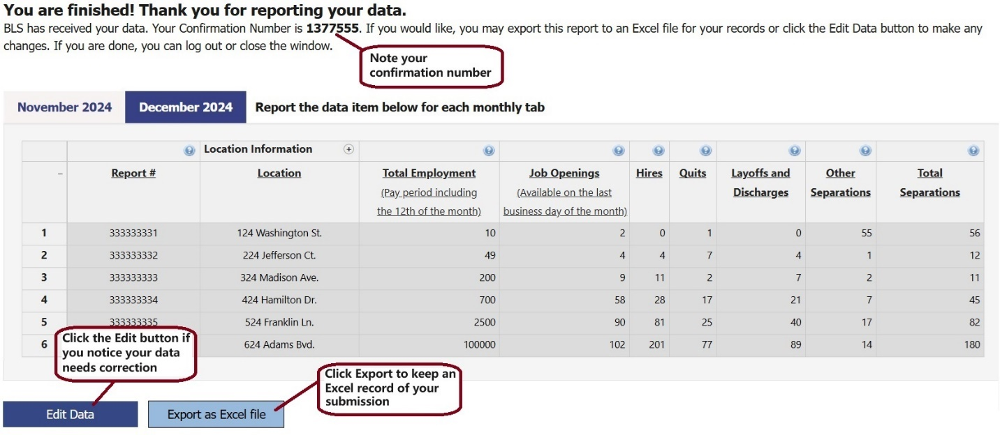 You are finished! Thank you for reporting your data.
BLS has received your data. Your Confirmation Number is 1377555. If you would like, you may export this report to an Excel file for your records or click the Edit Data button to make any
changes. If you are done, you can log out or close the window.
Note your
confirmation number
November 2024 December 2024 Report the data item below for each monthly tab
? Location Information + ? ? ? ? ? ? ?
– Report # Location Total Employment Job Openings Hires Quits Layoffs and Other Total
(Pay period including (Available on the last Discharges Separations Separations
the 12th of the month) business day of the month)
1 333333331 124 Washington St. 10 2 0 1 0 55 56
2 333333332 224 Jefferson Ct. 49 4 4 7 4 1 12
3 333333333 324 Madison Ave. 200 9 11 2 7 2 11
4 333333334 424 Hamilton Dr. 700 58 28 17 21 7 45
5 333333335 524 Franklin Ln. 2500 90 81 25 40 17 82
6 624 Adams Bvd. 100000 102 201 77 89 14 180
Click the Edit button if
you notice your data
needs correction
Click Export to keep an
Excel record of your
submission
Edit Data Export as Excel file